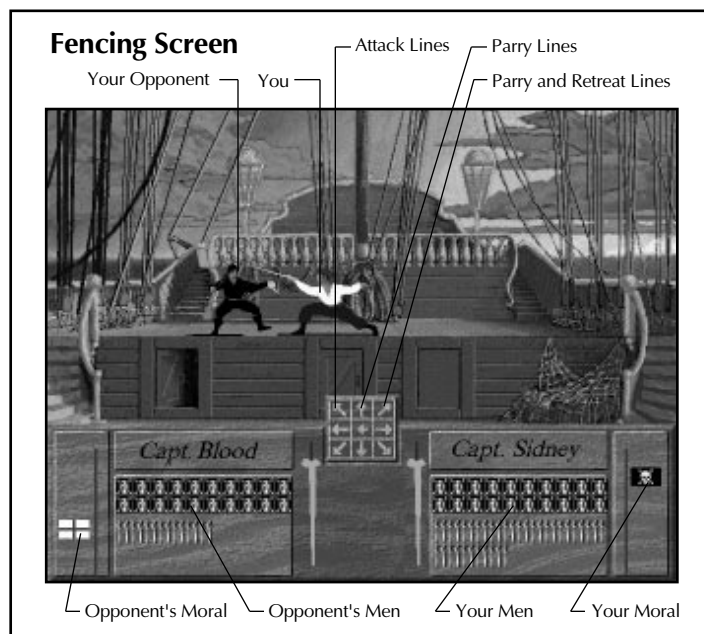 Fencing Screen
Attack Lines
Parry Lines
Your Opponent
You
Parry and Retreat Lines
Capt. Blood
Capt. Sidney
Opponent's Moral
Opponent's Men
Your Men
Your Moral